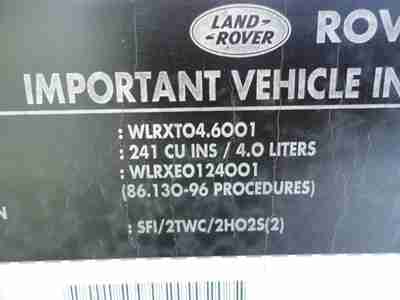 LAND-
-ROVER
ROV
IMPORTANT VEHICLE IN
: WLRXT04.6001
: 241 CU INS / 4.0 LITERS
: WLRXE0124001
(86.130-96 PROCEDURES)
N
: SFI/2TWC/2HO2S(2)